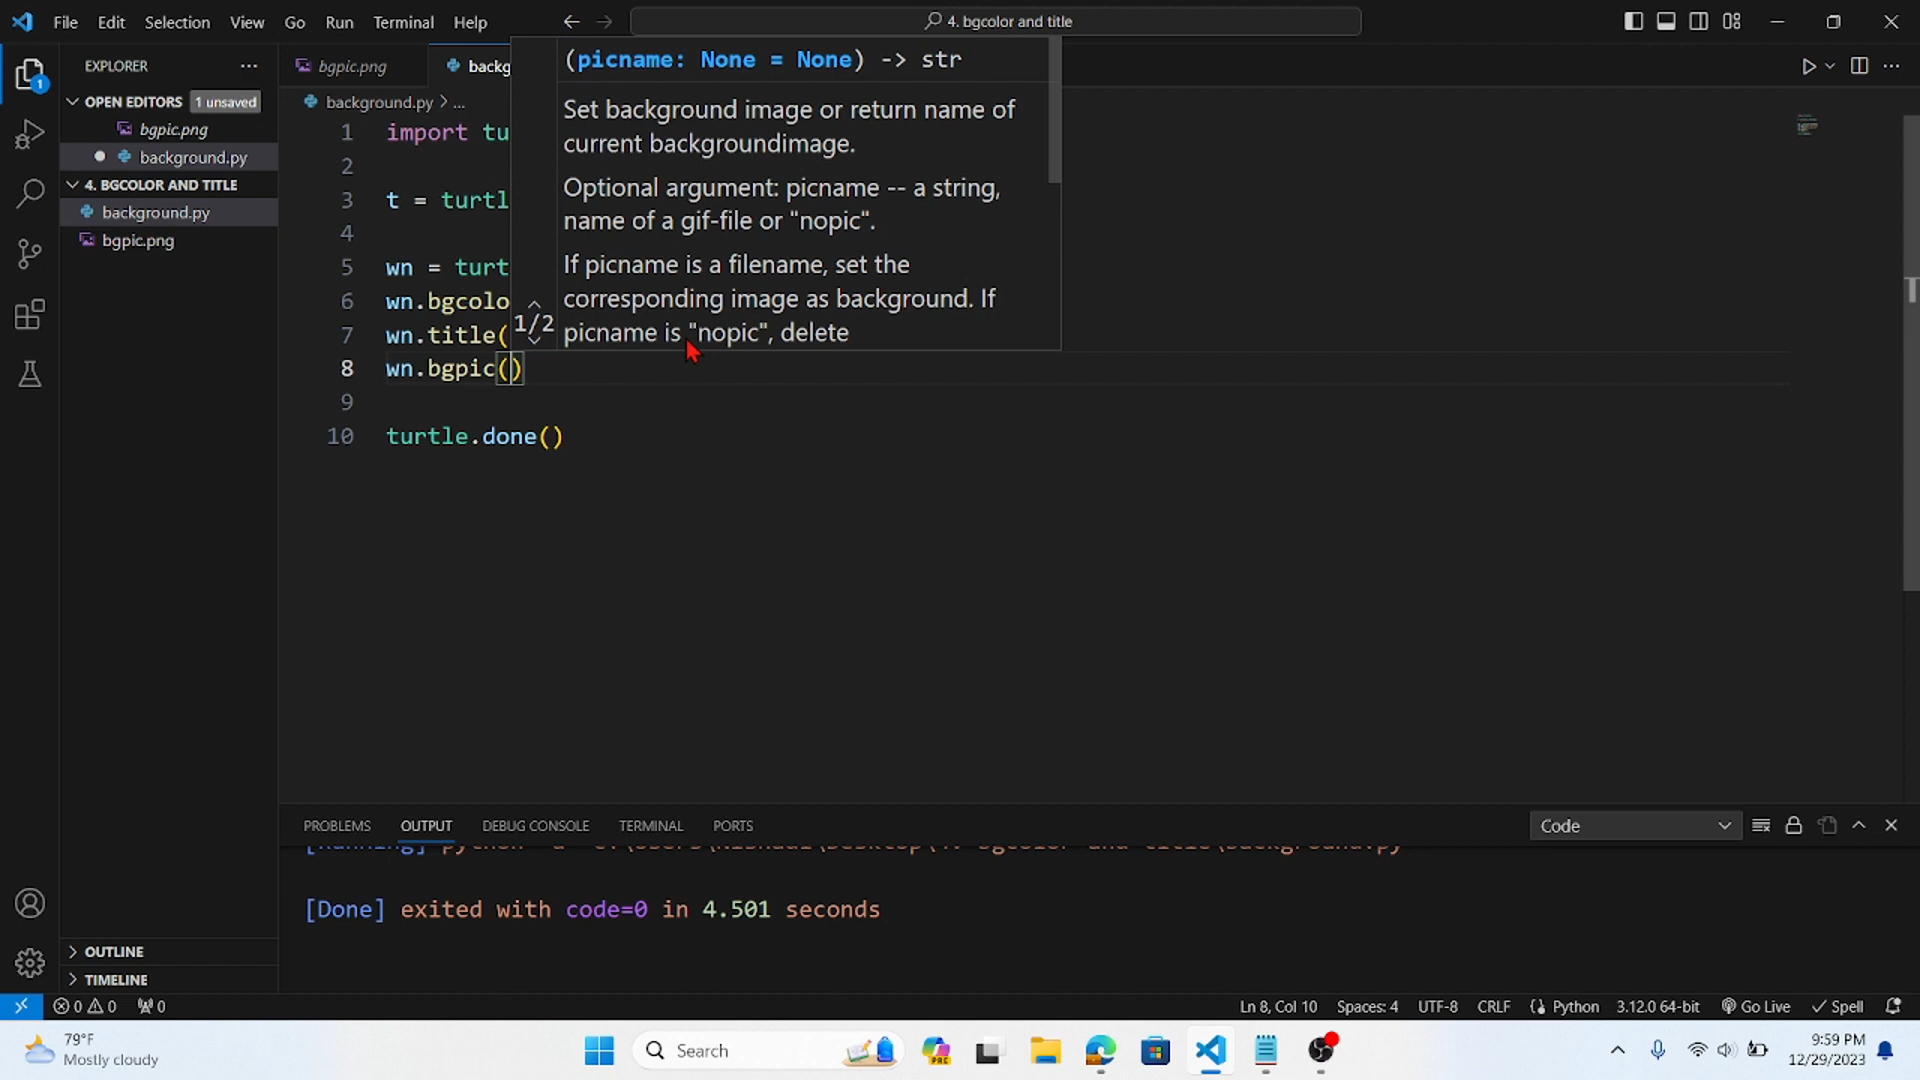 File Edit Selection View Go Run Terminal Help
4. bgcolor and title
EXPLORER
OPEN EDITORS 1 unsaved
bgpic.png
background.py
4. BGCOLOR AND TITLE
background.py
bgpic.png
OUTLINE
TIMELINE
1
bgpic.png
backg
background.py > ...
1 import tu
2
3 t = turtl
4
5 wn = turt
6 wn.bgcolo
7 wn.title(
8 wn.bgpic()
9
10 turtle.done()
(picname: None = None) -> str
Set background image or return name of
current backgroundimage.
Optional argument: picname -- a string,
name of a gif-file or "nopic".
If picname is a filename, set the
corresponding image as background. If
picname is "nopic", delete
1/2
PROBLEMS OUTPUT DEBUG CONSOLE TERMINAL PORTS
Code
[Done] exited with code=0 in 4.501 seconds
0 0 0
Ln 8, Col 10 Spaces: 4 UTF-8 CRLF Python 3.12.0 64-bit Go Live Spell
79°F
Mostly cloudy
Search
PRE
9:59 PM
12/29/2023